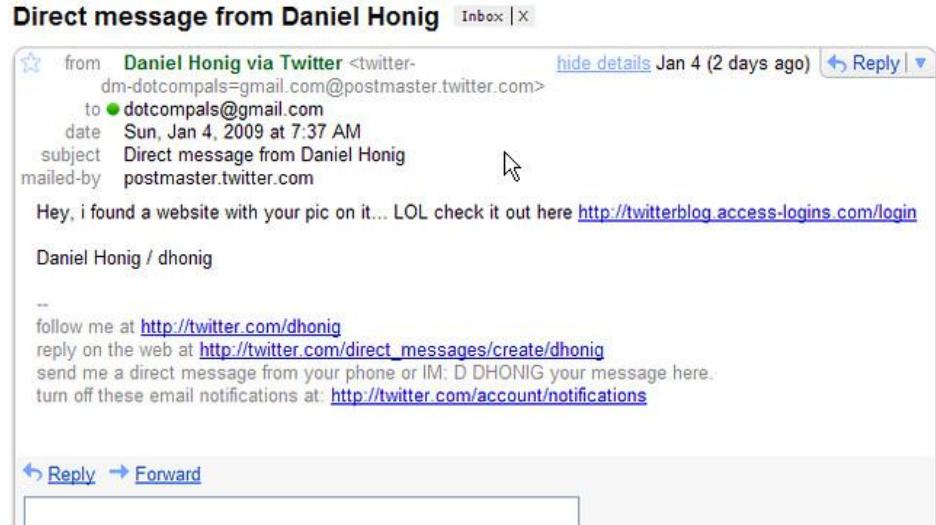 Direct message from Daniel Honig Inbox | X
from Daniel Honig via Twitter <twitter-
dm-dotcompals=gmail.com@postmaster.twitter.com>
hide details Jan 4 (2 days ago) Reply
to dotcompals@gmail.com
date Sun, Jan 4, 2009 at 7:37 AM
subject Direct message from Daniel Honig
mailed-by postmaster.twitter.com
Hey, i found a website with your pic on it... LOL check it out here http://twitterblog.access-logins.com/login
Daniel Honig / dhonig
--
follow me at http://twitter.com/dhonig
reply on the web at http://twitter.com/direct_messages/create/dhonig
send me a direct message from your phone or IM: D DHONIG your message here.
turn off these email notifications at: http://twitter.com/account/notifications
Reply Forward